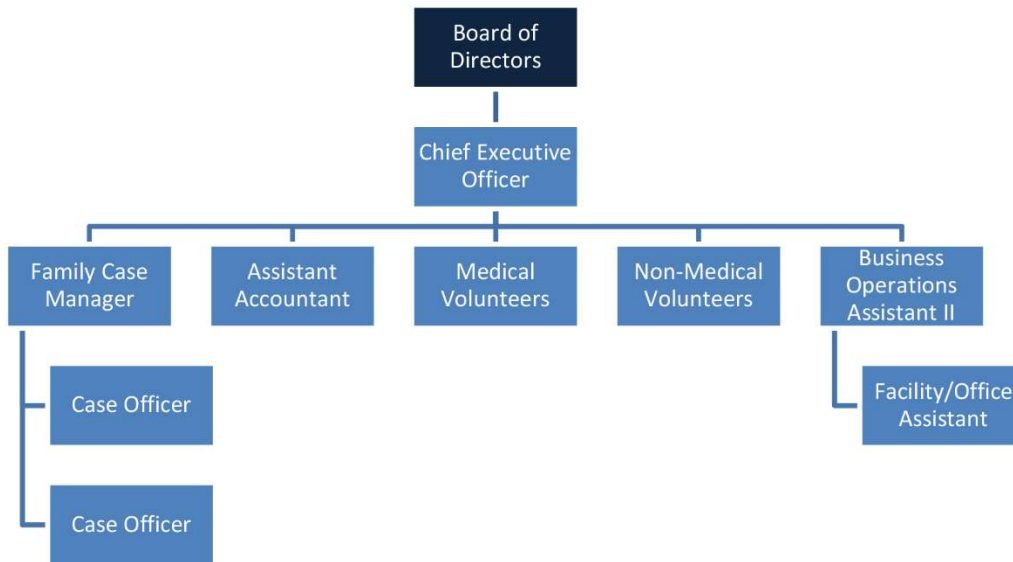 Board of
Directors
Chief Executive
Officer
Family Case
Manager
Assistant
Accountant
Medical
Volunteers
Non-Medical
Volunteers
Business
Operations
Assistant II
Case Officer
Facility/Office
Assistant
Case Officer